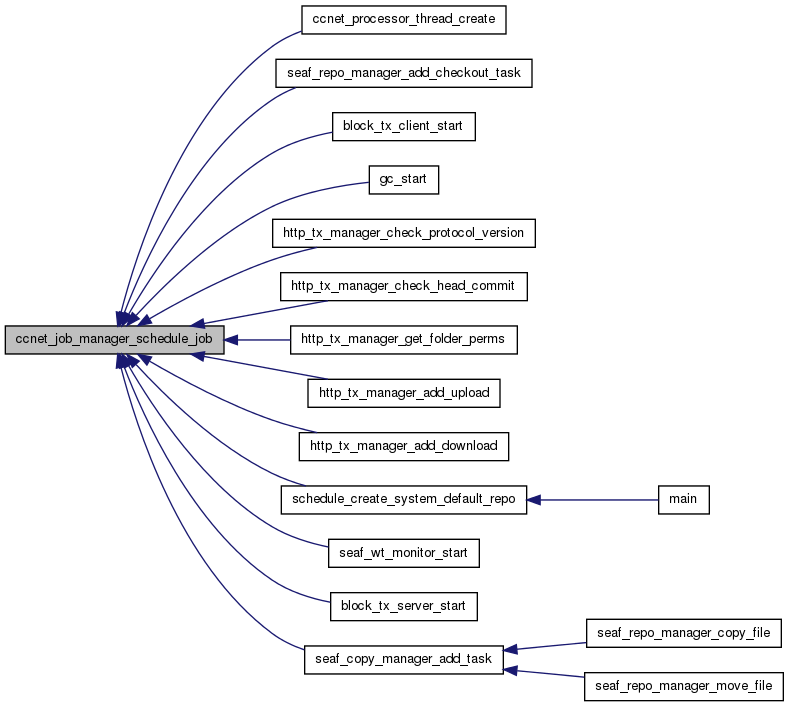 ccnet_processor_thread_create
seaf_repo_manager_add_checkout_task
block_tx_client_start
gc_start
http_tx_manager_check_protocol_version
http_tx_manager_check_head_commit
ccnet_job_manager_schedule_job
http_tx_manager_get_folder_perms
http_tx_manager_add_upload
http_tx_manager_add_download
schedule_create_system_default_repo
main
seaf_wt_monitor_start
block_tx_server_start
seaf_copy_manager_add_task
seaf_repo_manager_copy_file
seaf_repo_manager_move_file